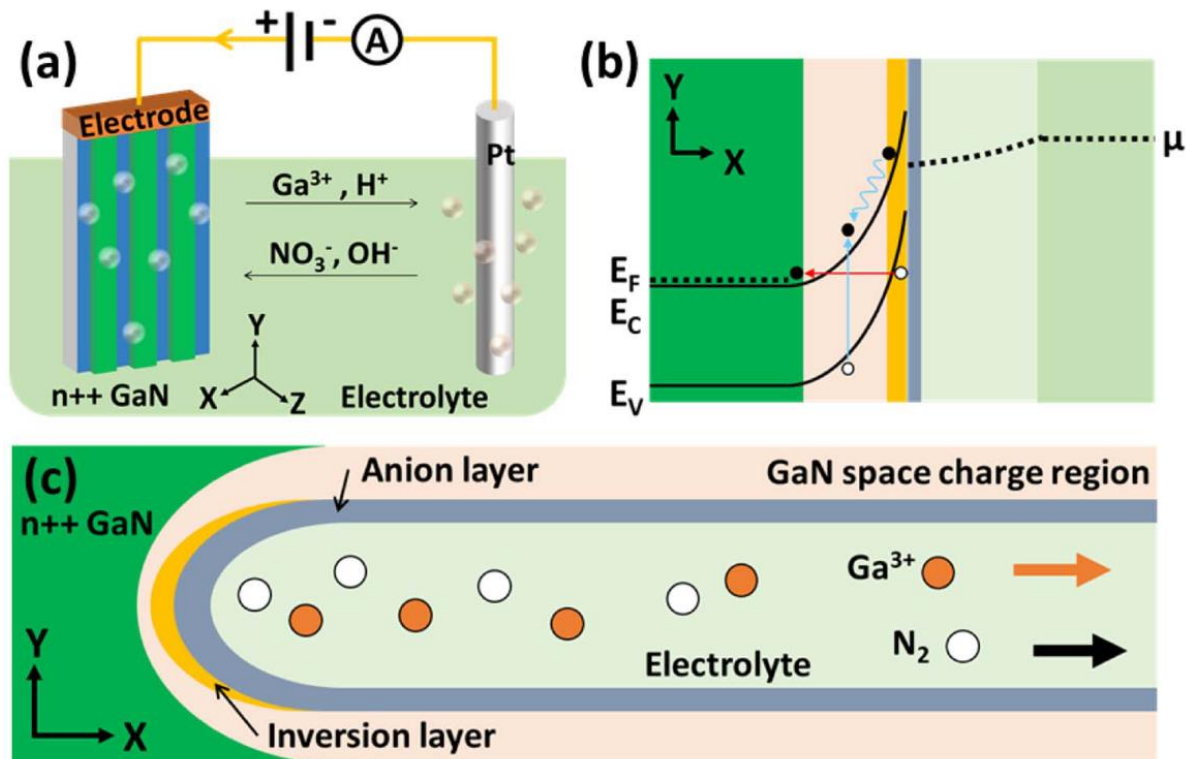 (a)
+ -
A
Electrode
Pt
Ga³⁺ , H⁺
NO₃⁻, OH⁻
Y
X
Z
n++ GaN
Electrolyte
(b)
Y
X
μ
E_F
E_C
E_V
(c)
Anion layer
GaN space charge region
n++ GaN
Ga³⁺
N₂
Y
Electrolyte
X
Inversion layer